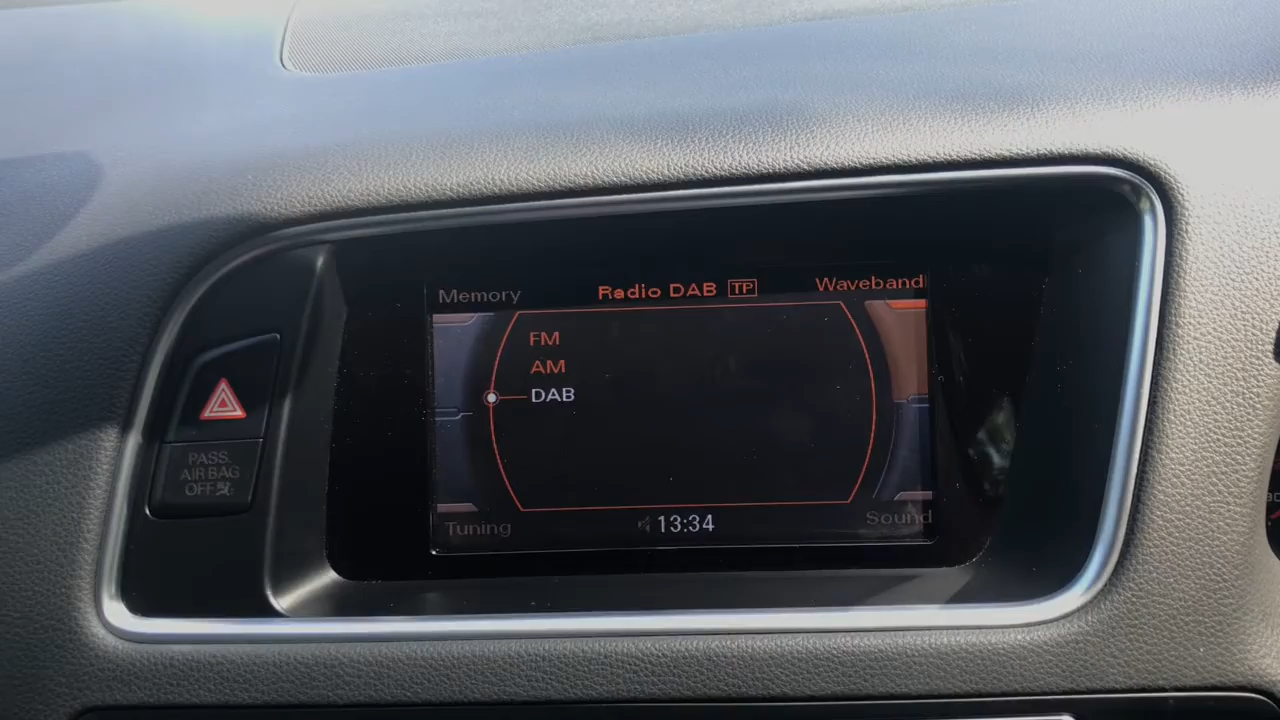 Memory
Radio DAB TP
Waveband
FM
AM
DAB
Tuning
13:34
Sound
PASS.
AIR BAG
OFF